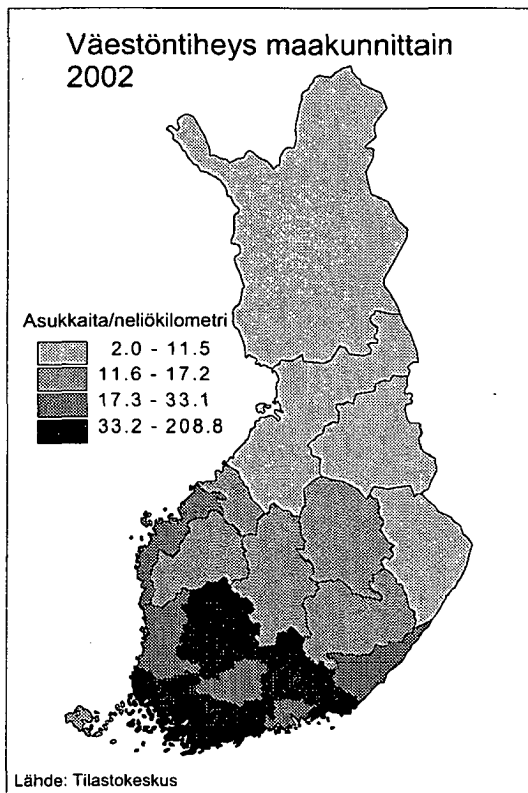 Väestöntiheys maakunnittain
2002
Asukkaita/neliökilometri
2.0 - 11.5
11.6 - 17.2
17.3 - 33.1
33.2 - 208.8
Lähde: Tilastokeskus